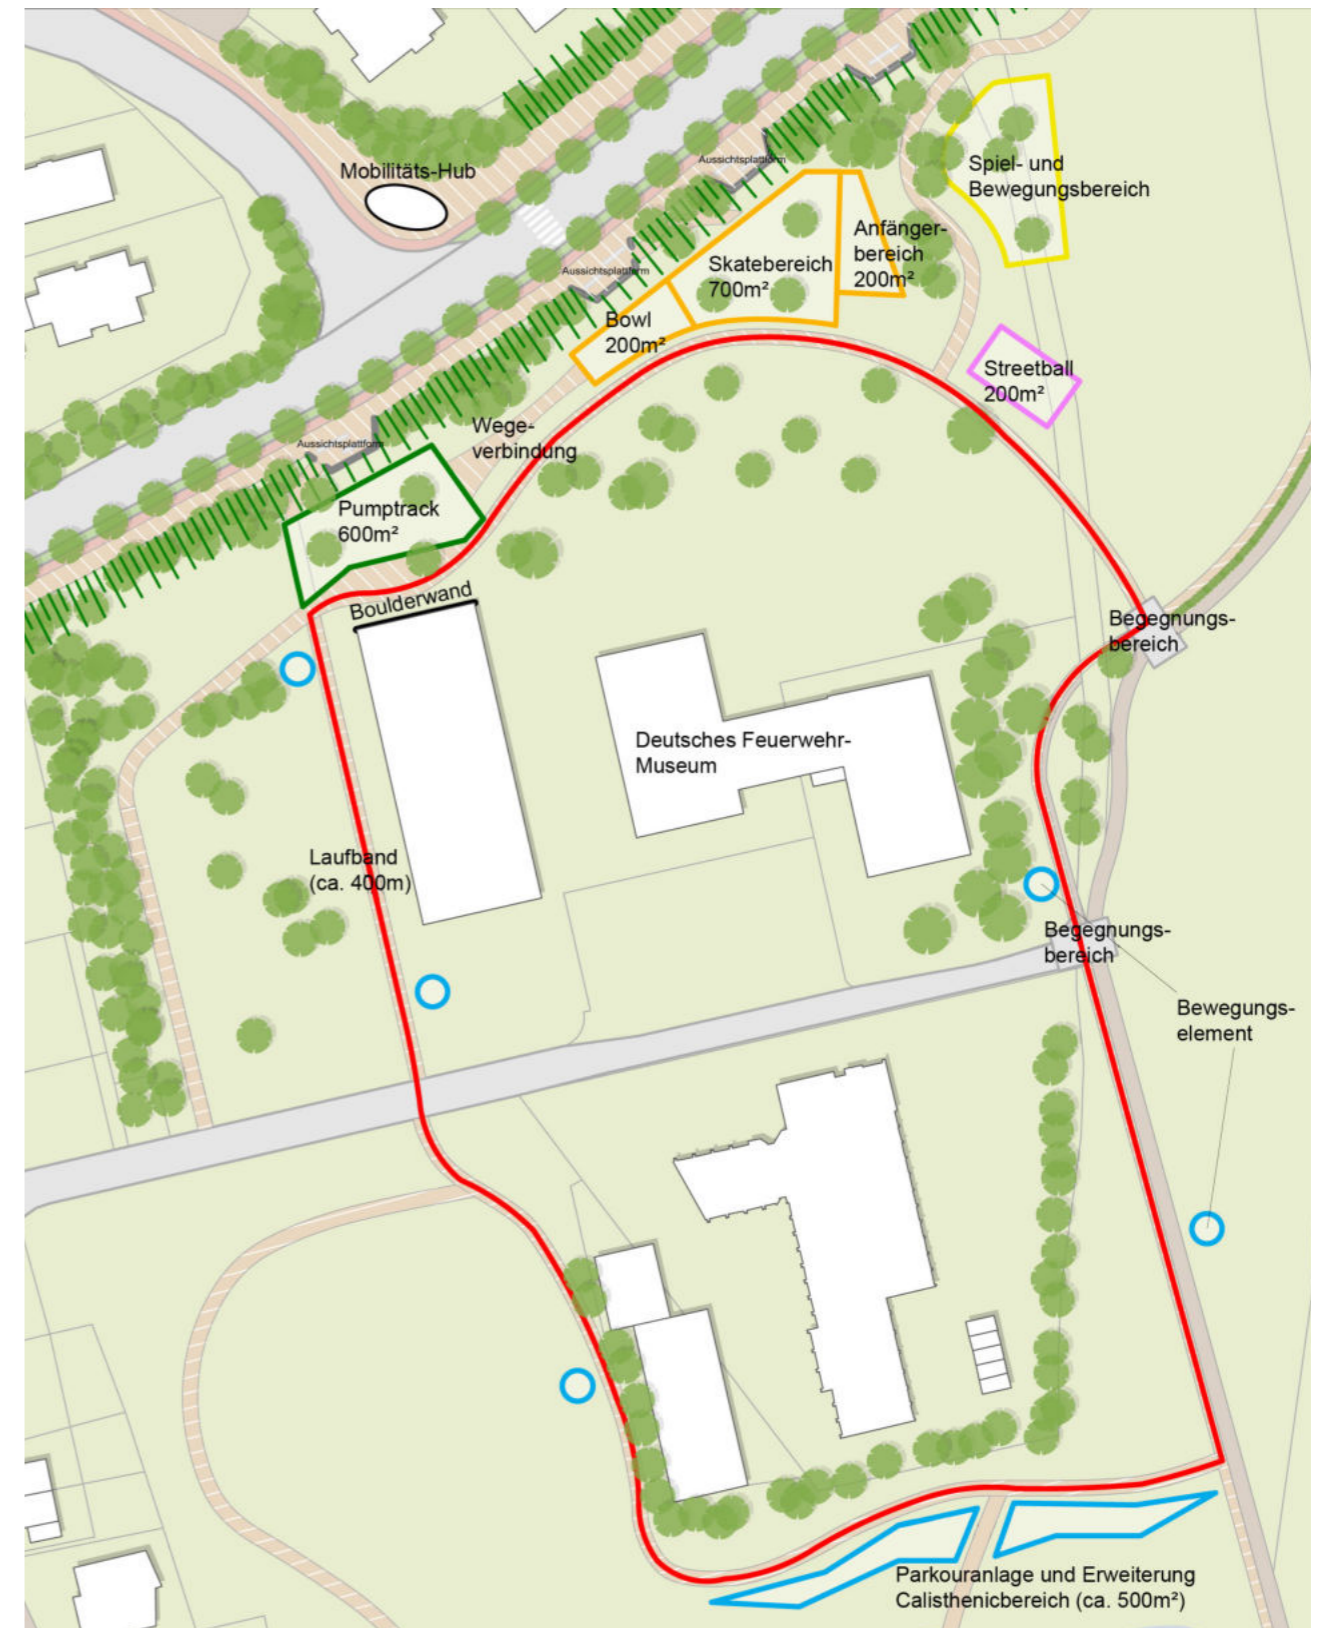 Mobilitäts-Hub
Aussichtsplattform
Spiel- und
Bewegungsbereich
Anfänger-
bereich
200m²
Skatebereich
700m²
Aussichtsplattform
Bowl
200m²
Streetball
200m²
Wege-
verbindung
Aussichtsplattform
Pumptrack
600m²
Boulderwand
Begegnungs-
bereich
Deutsches Feuerwehr-
Museum
Laufband
(ca. 400m)
Begegnungs-
bereich
Bewegungs-
element
Parkouranlage und Erweiterung
Calisthenicbereich (ca. 500m²)